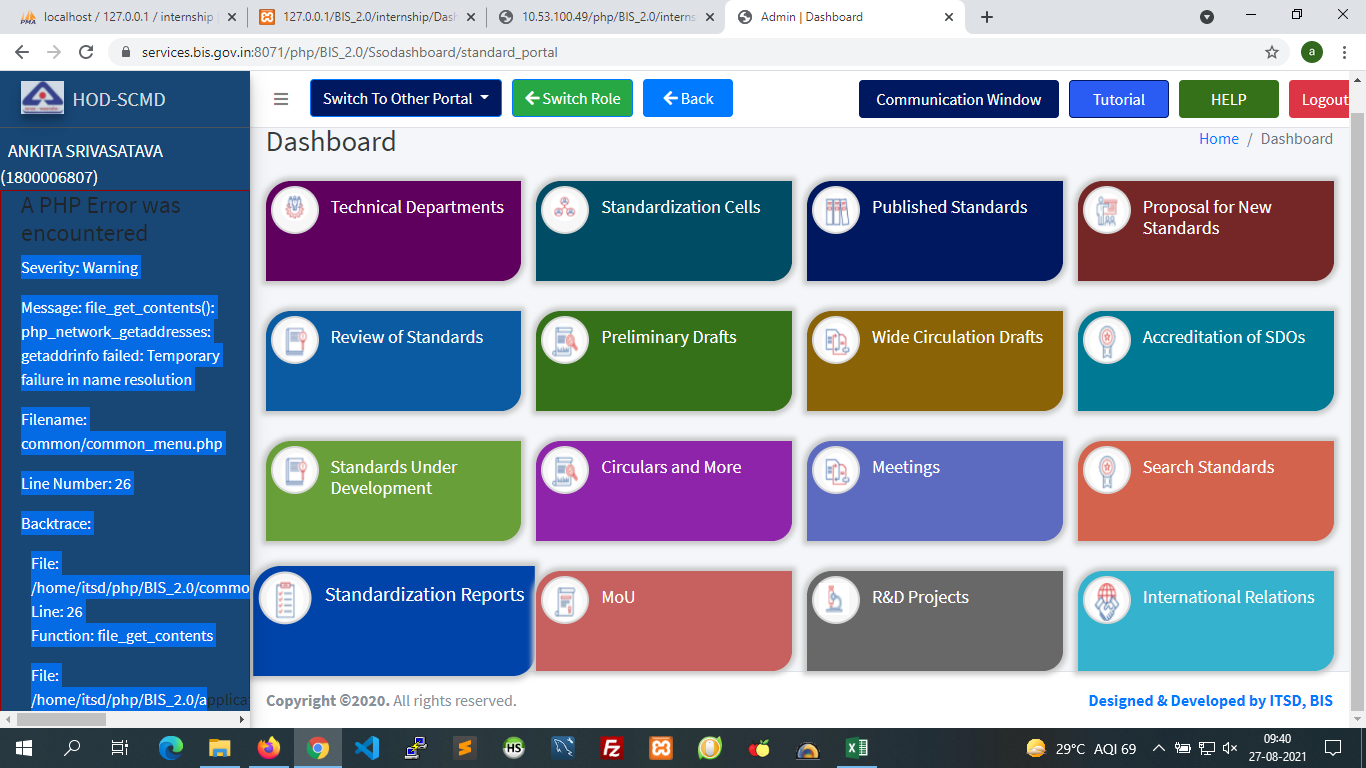 localhost / 127.0.0.1 / internship
127.0.0.1/BIS_2.0/internship/Dash
10.53.100.49/php/BIS_2.0/interns
Admin | Dashboard
services.bis.gov.in:8071/php/BIS_2.0/Ssodashboard/standard_portal
a
HOD-SCMD
Switch To Other Portal
Switch Role
Back
Communication Window
Tutorial
HELP
Logout
ANKITA SRIVASATAVA
(1800006807)
Dashboard
Home / Dashboard
A PHP Error was
encountered
Severity: Warning
Message: file_get_contents():
php_network_getaddresses:
getaddrinfo failed: Temporary
failure in name resolution
Filename:
common/common_menu.php
Line Number: 26
Backtrace:
File:
/home/itsd/php/BIS_2.0/commo
Line: 26
Function: file_get_contents
File:
/home/itsd/php/BIS_2.0/applica
Technical Departments
Standardization Cells
Published Standards
Proposal for New
Standards
Review of Standards
Preliminary Drafts
Wide Circulation Drafts
Accreditation of SDOs
Standards Under
Development
Circulars and More
Meetings
Search Standards
Standardization Reports
MoU
R&D Projects
International Relations
Copyright ©2020. All rights reserved.
Designed & Developed by ITSD, BIS
29°C AQI 69
09:40
27-08-2021